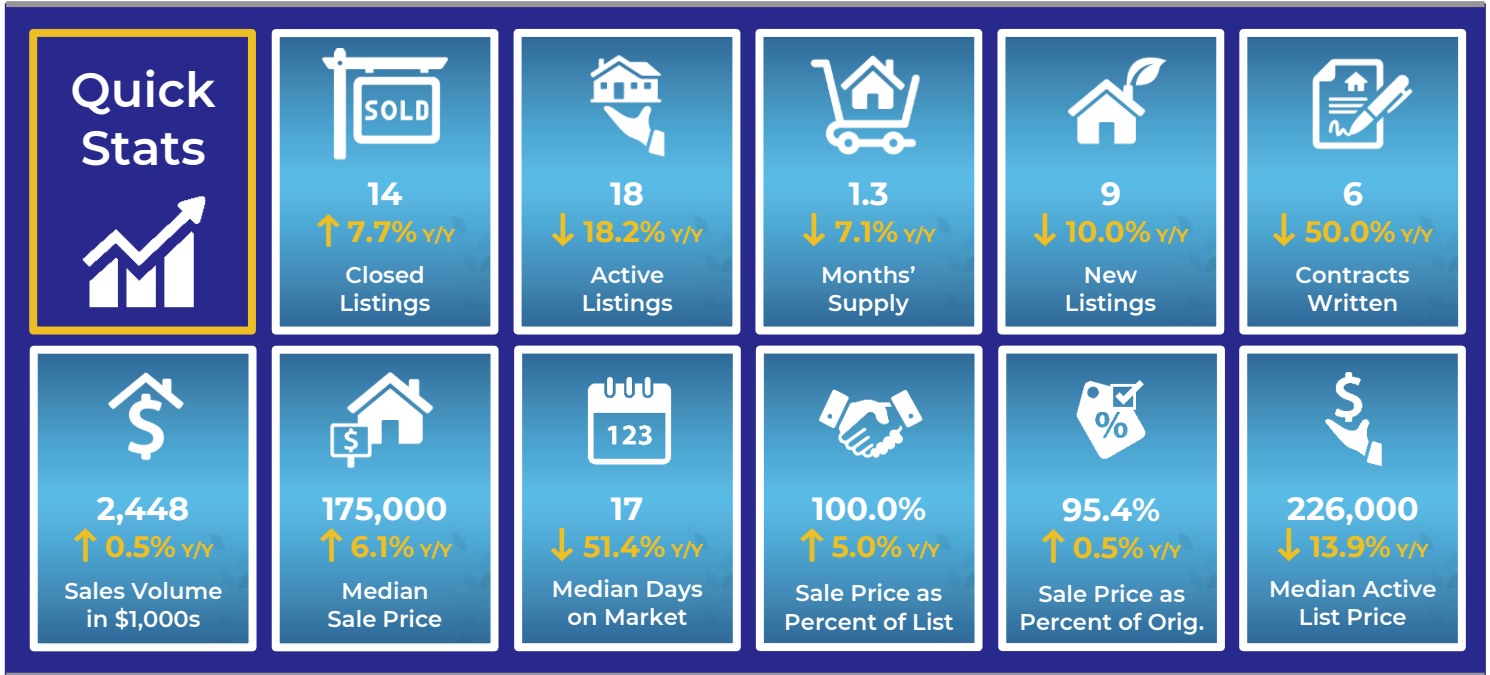 Quick
Stats
SOLD
14
↑ 7.7% Y/Y
Closed
Listings
18
↓ 18.2% Y/Y
Active
Listings
1.3
↓ 7.1% Y/Y
Months’
Supply
9
↓ 10.0% Y/Y
New
Listings
6
↓ 50.0% Y/Y
Contracts
Written
$
2,448
↑ 0.5% Y/Y
Sales Volume
in $1,000s
$
175,000
↑ 6.1% Y/Y
Median
Sale Price
123
17
↓ 51.4% Y/Y
Median Days
on Market
100.0%
↑ 5.0% Y/Y
Sale Price as
Percent of List
%
95.4%
↑ 0.5% Y/Y
Sale Price as
Percent of Orig.
$
226,000
↓ 13.9% Y/Y
Median Active
List Price